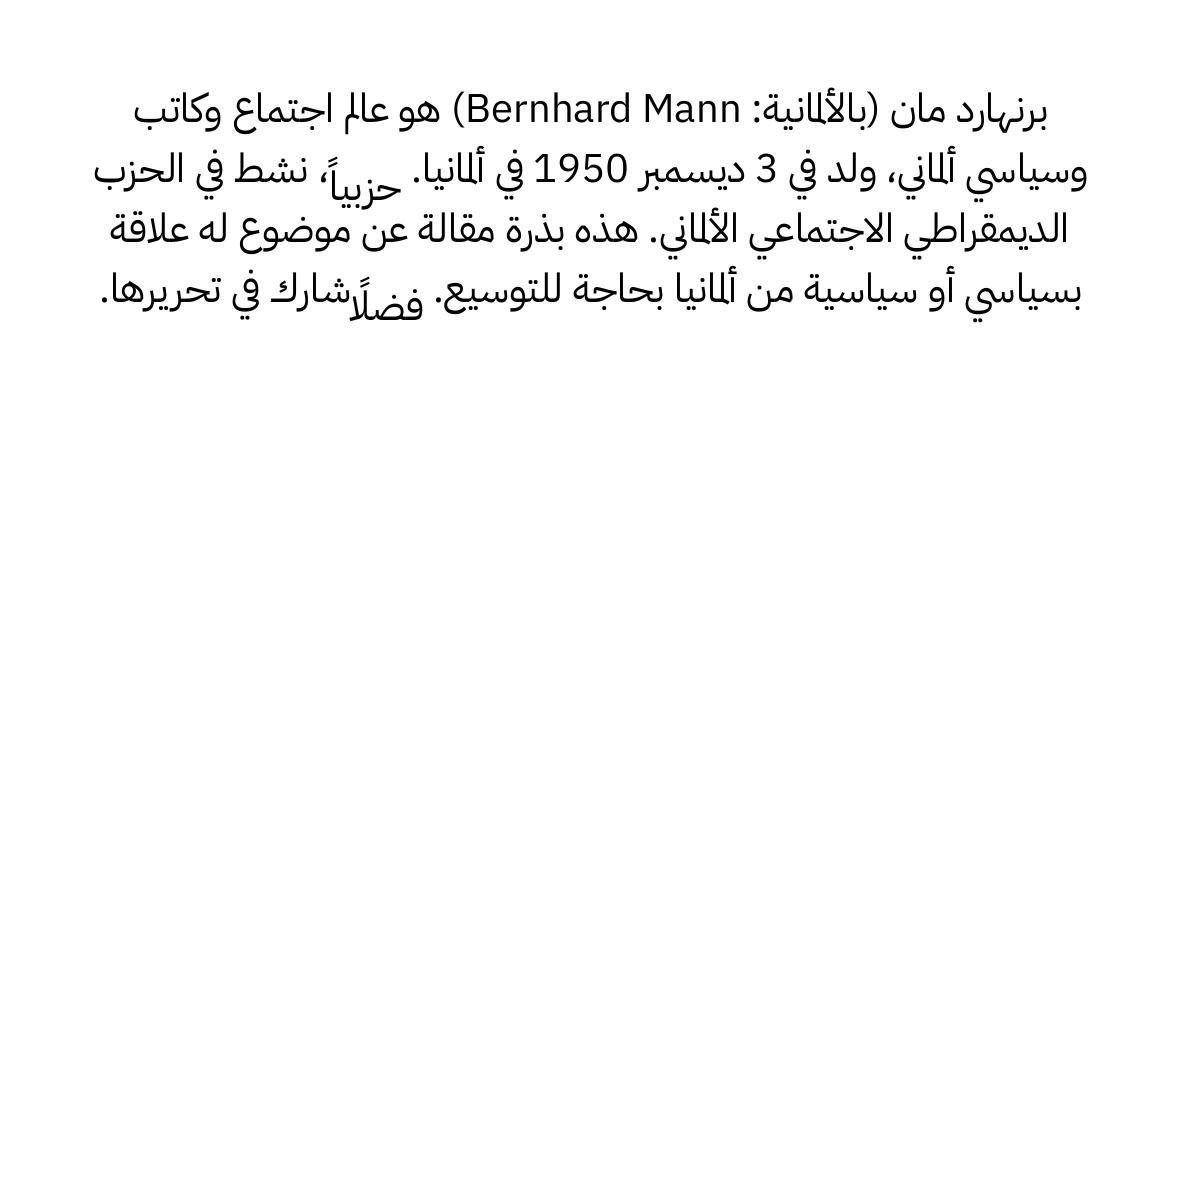 برنهارد مان (بالألمانية: Bernhard Mann) هو عالم اجتماع وكاتب
وسياسي ألماني، ولد في 3 ديسمبر 1950 في ألمانيا. حزبياً، نشط في الحزب
الديمقراطي الاجتماعي الألماني. هذه بذرة مقالة عن موضوع له علاقة
بسياسي أو سياسية من ألمانيا بحاجة للتوسيع. فضلًا شارك في تحريرها.